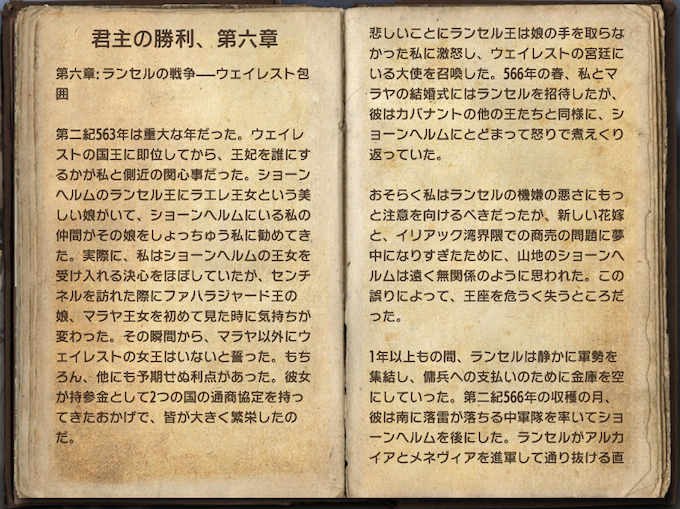 君主の勝利、第六章
第六章: ランセルの戦争──ウェイレスト包
囲
第二紀563年は重大な年だった。ウェイレ
ストの国王に即位してから、王妃を誰にす
るかが私と側近の関心事だった。ショーン
ヘルムのランセル王にラエレ王女という美
しい娘がいて、ショーンヘルムにいる私の
仲間がその娘をしょっちゅう私に勧めてき
た。実際に、私はショーンヘルムの王女を
受け入れる決心をほぼしていたが、センチ
ネルを訪れた際にファハラジャード王の
娘、マラヤ王女を初めて見た時に気持ちが
変わった。その瞬間から、マラヤ以外にウ
ェイレストの女王はいないと誓った。もち
ろん、他にも予期せぬ利点があった。彼女
が持参金として2つの国の通商協定を持っ
てきたおかげで、皆が大きく繁栄したの
だ。
悲しいことにランセル王は娘の手を取らな
かった私に激怒し、ウェイレストの宮廷に
いる大使を召喚した。566年の春、私とマ
ラヤの結婚式にはランセルを招待したが、
彼はカバナントの他の王たちと同様に、シ
ョーンヘルムにとどまって怒りで煮えくり
返っていた。
おそらく私はランセルの機嫌の悪さにもっ
と注意を向けるべきだったが、新しい花嫁
と、イリアック湾界隈での商売の問題に夢
中になりすぎたために、山地のショーンヘ
ルムは遠く無関係のように思われた。この
誤りによって、王座を危うく失うところだ
った。
1年以上もの間、ランセルは静かに軍勢を
集結し、傭兵への支払いのために金庫を空
にしていった。第二紀566年の収穫の月、
彼は南に落雷が落ちる中軍隊を率いてショ
ーンヘルムを後にした。ランセルがアルカ
イアとメネヴィアを進軍して通り抜ける直